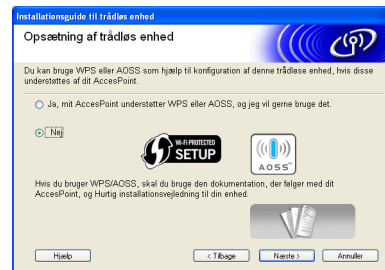 Installationsguide til trådløs enhed
Opsætning af trådløs enhed
Du kan bruge WPS eller AOSS som hjælp til konfiguration af denne trådløse enhed, hvis disse
understøttes af dit AccesPoint.
Ja, mit AccesPoint understøtter WPS eller AOSS, og jeg vil gerne bruge det.
Nej
WI-FI PROTECTED
SETUP
AOSS™
Hvis du bruger WPS/AOSS, skal du bruge den dokumentation, der følger med dit
AccesPoint, og Hurtig installationsvejledning til din enhed.
Hjælp
< Tilbage
Næste >
Annuller